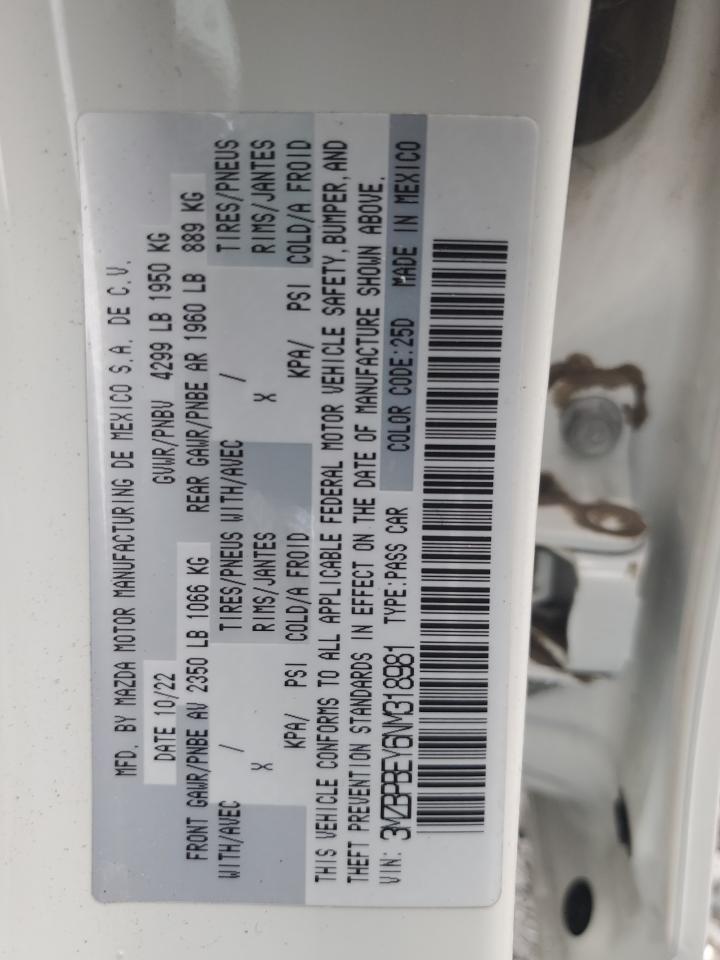 MFD. BY MAZDA MOTOR MANUFACTURING DE MEXICO S.A. DE C.V.
DATE 10/22 GVWR/PNBV 4299 LB 1950 KG
FRONT GAWR/PNBE AV 2350 LB 1066 KG REAR GAWR/PNBE AR 1960 LB 889 KG
WITH/AVEC / TIRES/PNEUS WITH/AVEC / TIRES/PNEUS
X RIMS/JANTES X RIMS/JANTES
KPA/ PSI COLD/A FROID KPA/ PSI COLD/A FROID
THIS VEHICLE CONFORMS TO ALL APPLICABLE FEDERAL MOTOR VEHICLE SAFETY, BUMPER, AND
THEFT PREVENTION STANDARDS IN EFFECT ON THE DATE OF MANUFACTURE SHOWN ABOVE.
VIN: 3MZBPBEY6NM318981 TYPE:PASS CAR COLOR CODE:25D MADE IN MEXICO